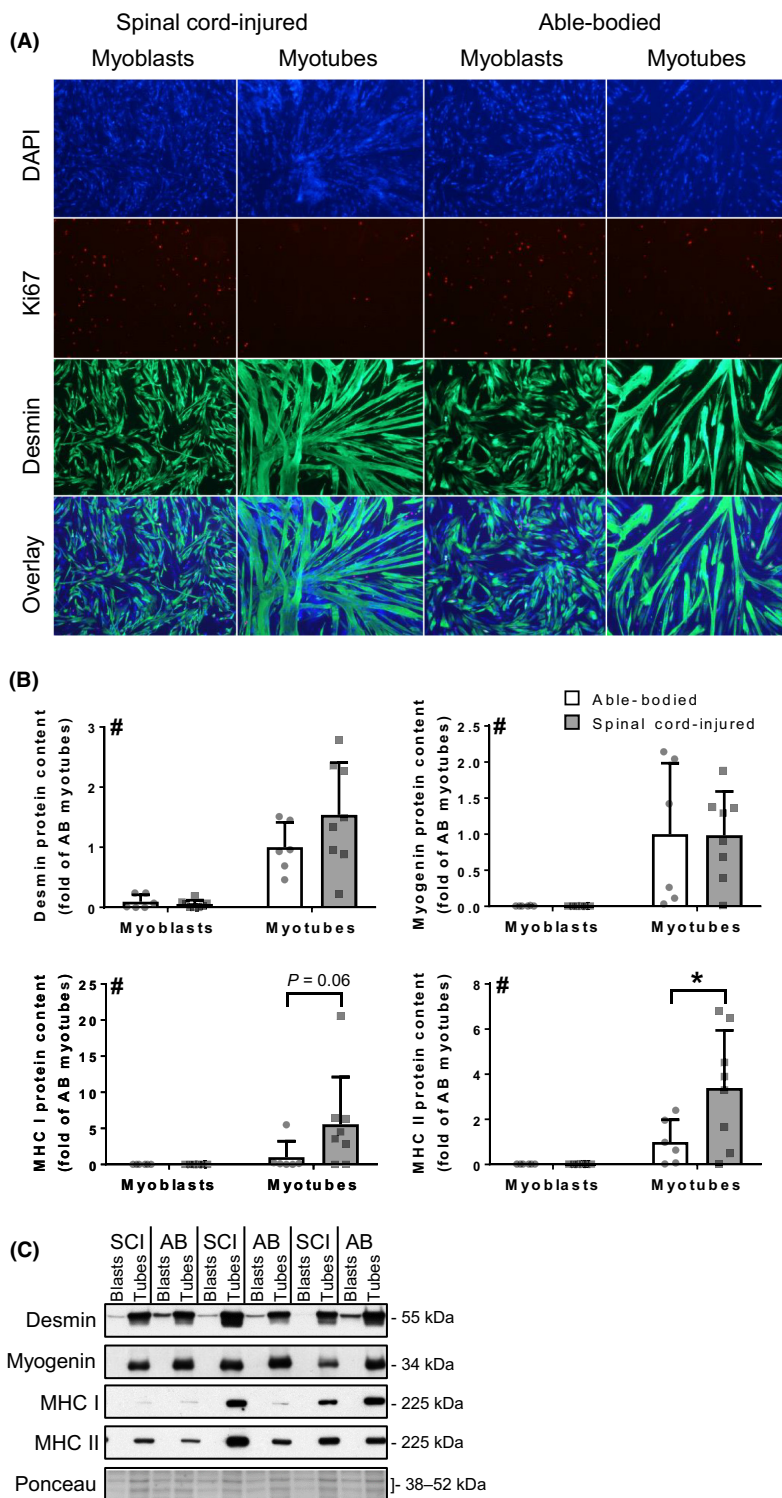 (A)
Spinal cord-injured
Able-bodied
Myoblasts
Myotubes
Myoblasts
Myotubes
DAPI
Ki67
Desmin
Overlay
(B)
Able-bodied
Spinal cord-injured
Desmin protein content
(fold of AB myotubes)
#
3
2
1
0
Myoblasts
Myotubes
Myogenin protein content
(fold of AB myotubes)
#
2.5
2.0
1.5
1.0
0.5
0.0
Myoblasts
Myotubes
MHC I protein content
(fold of AB myotubes)
#
P = 0.06
25
20
15
10
5
0
Myoblasts
Myotubes
MHC II protein content
(fold of AB myotubes)
#
*
8
6
4
2
0
Myoblasts
Myotubes
(C)
SCI AB SCI AB SCI AB
Blasts Tubes Blasts Tubes Blasts Tubes Blasts Tubes Blasts Tubes Blasts Tubes
Desmin - 55 kDa
Myogenin - 34 kDa
MHC I - 225 kDa
MHC II - 225 kDa
Ponceau ]- 38–52 kDa